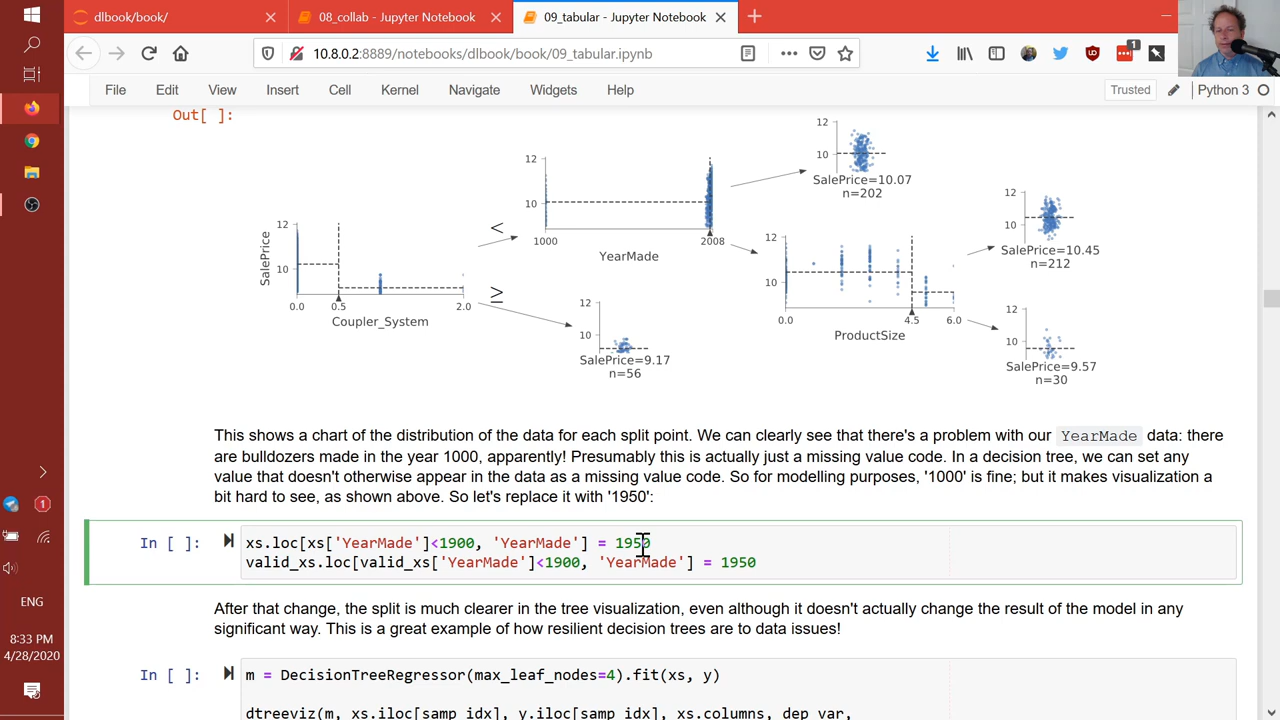 dlbook/book/
08_collab - Jupyter Notebook
09_tabular - Jupyter Notebook
10.8.0.2:8889/notebooks/dlbook/book/09_tabular.ipynb
1
File Edit View Insert Cell Kernel Navigate Widgets Help
Trusted
Python 3
Out[ ]:
12
10
SalePrice=10.07
n=202
12
10
1000
2008
YearMade
<
≥
SalePrice
12
10
0.0
0.5
2.0
Coupler_System
12
10
SalePrice=9.17
n=56
12
10
0.0
4.5
6.0
ProductSize
12
10
SalePrice=10.45
n=212
12
10
SalePrice=9.57
n=30
This shows a chart of the distribution of the data for each split point. We can clearly see that there's a problem with our YearMade data: there
are bulldozers made in the year 1000, apparently! Presumably this is actually just a missing value code. In a decision tree, we can set any
value that doesn't otherwise appear in the data as a missing value code. So for modelling purposes, '1000' is fine; but it makes visualization a
bit hard to see, as shown above. So let's replace it with '1950':
In [ ]:
xs.loc[xs['YearMade']<1900, 'YearMade'] = 1950
valid_xs.loc[valid_xs['YearMade']<1900, 'YearMade'] = 1950
After that change, the split is much clearer in the tree visualization, even although it doesn't actually change the result of the model in any
significant way. This is a great example of how resilient decision trees are to data issues!
In [ ]:
m = DecisionTreeRegressor(max_leaf_nodes=4).fit(xs, y)
dtreeviz(m, xs.iloc[samp_idx], y.iloc[samp_idx], xs.columns, dep_var,
1
ENG
8:33 PM
4/28/2020